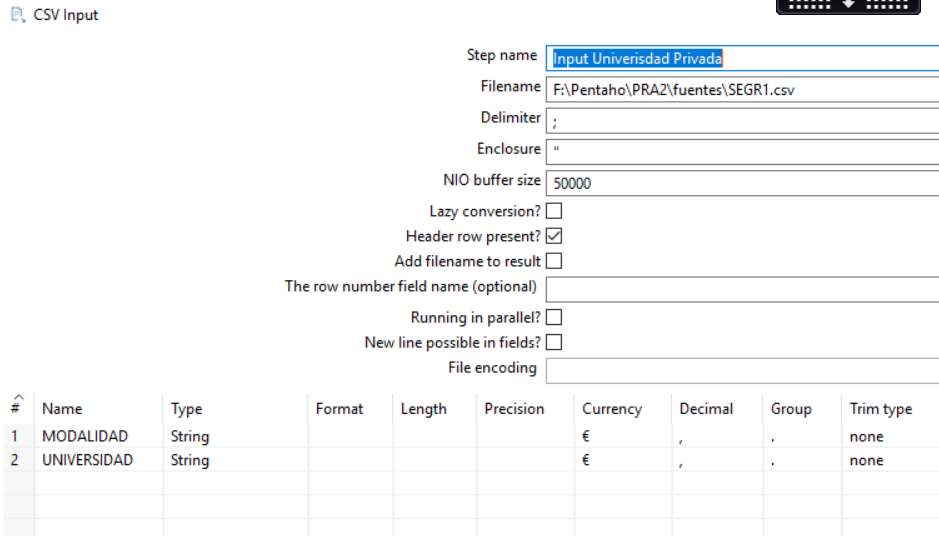 CSV Input
Step name Input Univerisdad Privada
Filename F:\Pentaho\PRA2\fuentes\SEGR1.csv
Delimiter ;
Enclosure "
NIO buffer size 50000
Lazy conversion?
Header row present?
Add filename to result
The row number field name (optional)
Running in parallel?
New line possible in fields?
File encoding
# Name Type Format Length Precision Currency Decimal Group Trim type
1 MODALIDAD String € , . none
2 UNIVERSIDAD String € , . none